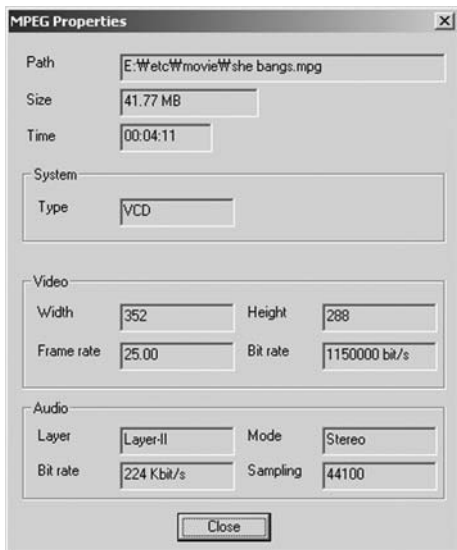 MPEG Properties
Path E:₩etc₩movie₩she bangs.mpg
Size 41.77 MB
Time 00:04:11
System
Type VCD
Video
Width 352 Height 288
Frame rate 25.00 Bit rate 1150000 bit/s
Audio
Layer Layer-II Mode Stereo
Bit rate 224 Kbit/s Sampling 44100
Close